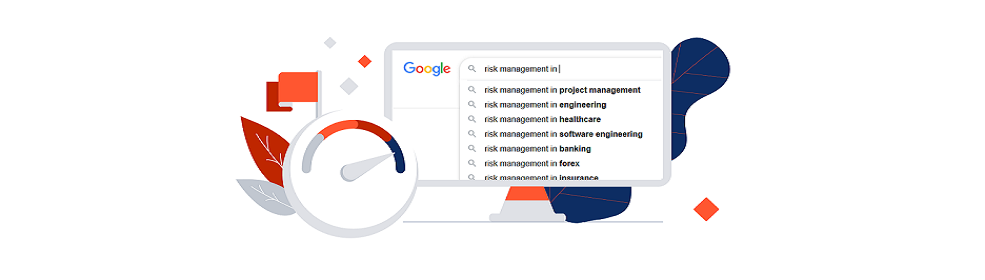 Google
risk management in
risk management in project management
risk management in engineering
risk management in healthcare
risk management in software engineering
risk management in banking
risk management in forex
risk management in insurance